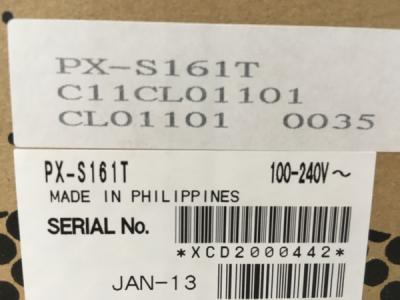 PX-S161T
C11CL01101
CL01101 0035
PX-S161T 100-240V～
MADE IN PHILIPPINES
SERIAL No.
*XCD2000442*
JAN-13